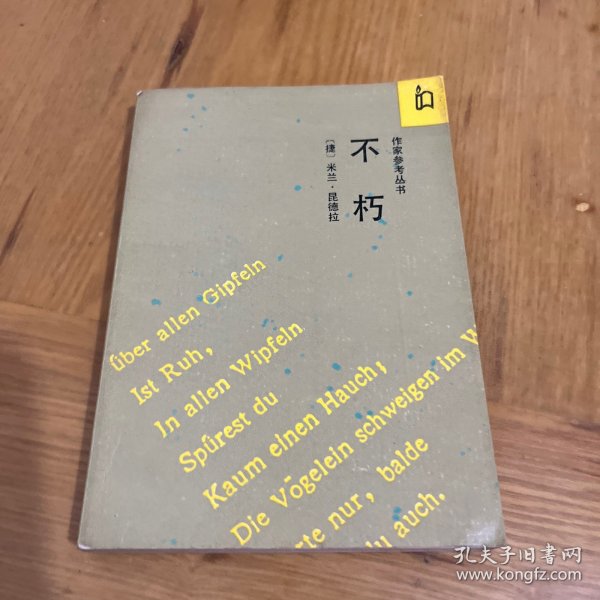 作家参考丛书
不朽
〔捷〕米兰·昆德拉
über allen Gipfeln
Ist Ruh,
In allen Wipfeln
Spürest du
Kaum einen Hauch;
Die Vögelein schweigen im W
te nur, balde
du auch.
孔夫子旧书网
www.kongfz.com